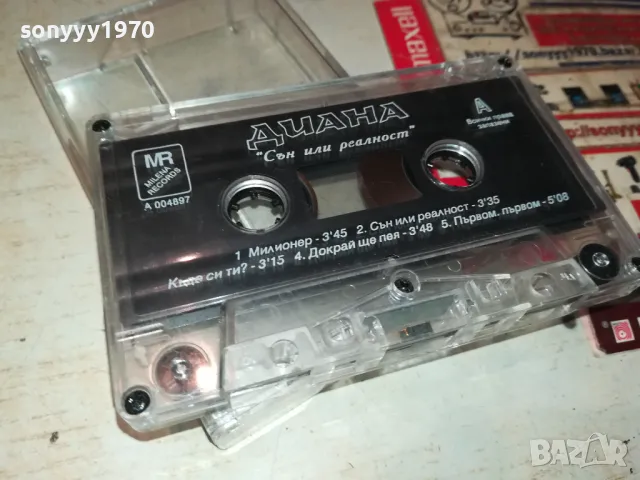 sonyyy1970
maxell
ДИАНА
"Сън или реалност"
A
Всички права
запазени
MR
MILENA
RECORDS
A 004897
1 Милионер - 3'45 2. Сън или реалност - 3'35
Къде си ти? - 3'15 4. Докрай ще пея - 3'48 5. Първом, първом - 5'08
BAZAR
bg